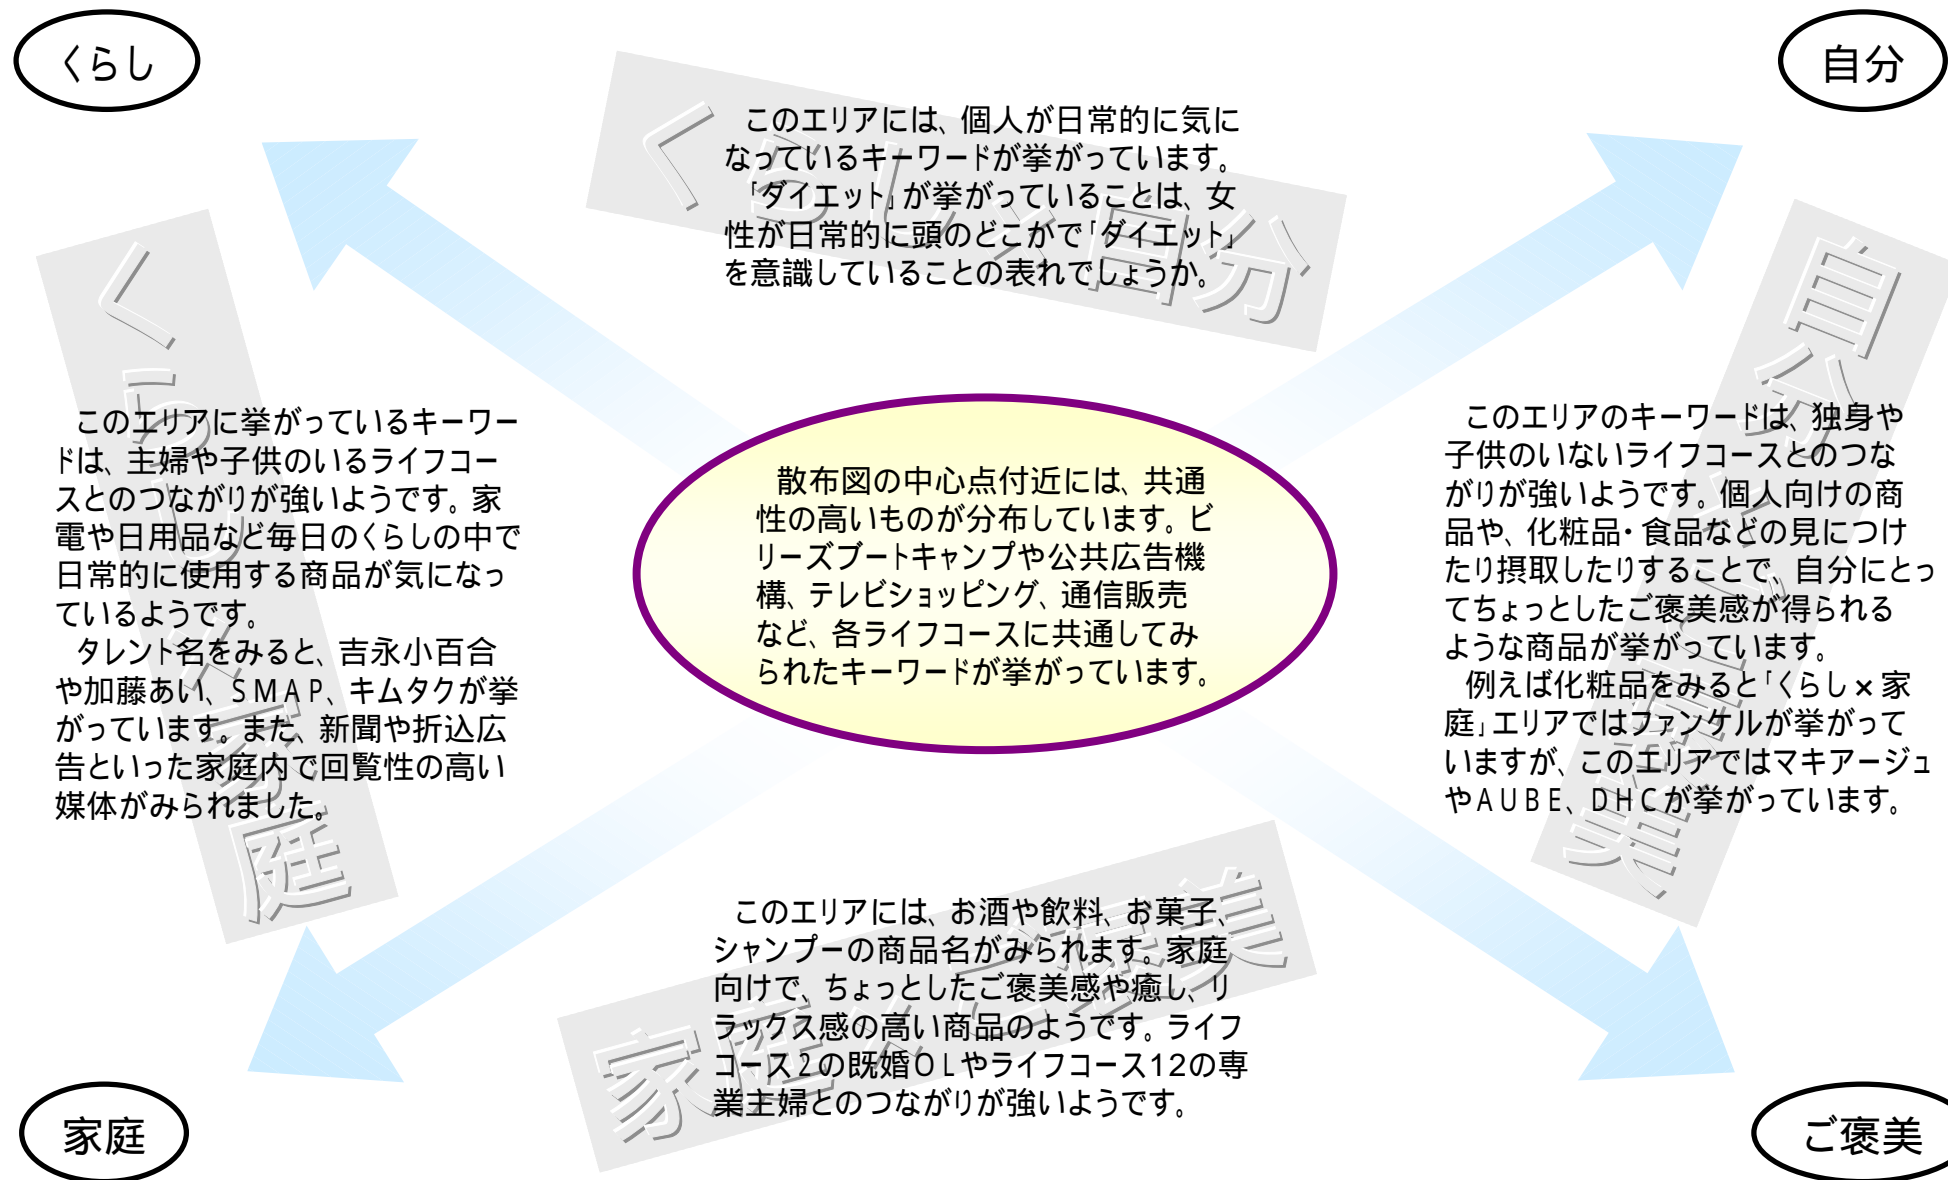 くらし
自分
くらし×自分
このエリアには、個人が日常的に気に
なっているキーワードが挙がっています。
「ダイエット」が挙がっていることは、女
性が日常的に頭のどこかで「ダイエット」
を意識していることの表れでしょうか。
くらし×家庭
このエリアに挙がっているキーワー
ドは、主婦や子供のいるライフコー
スとのつながりが強いようです。家
電や日用品など毎日のくらしの中で
日常的に使用する商品が気になっ
ているようです。
タレント名をみると、吉永小百合
や加藤あい、SMAP、キムタクが挙
がっています。また、新聞や折込広
告といった家庭内で回覧性の高い
媒体がみられました。
散布図の中心点付近には、共通
性の高いものが分布しています。ビ
リーズブートキャンプや公共広告機
構、テレビショッピング、通信販売
など、各ライフコースに共通してみ
られたキーワードが挙がっています。
自分×ご褒美
このエリアのキーワードは、独身や
子供のいないライフコースとのつな
がりが強いようです。個人向けの商
品や、化粧品・食品などの見につけ
たり摂取したりすることで、自分にとっ
てちょっとしたご褒美感が得られる
ような商品が挙がっています。
例えば化粧品をみると「くらし×家
庭」エリアではファンケルが挙がって
いますが、このエリアではマキアージュ
やAUBE、DHCが挙がっています。
家庭×ご褒美
このエリアには、お酒や飲料、お菓子、
シャンプーの商品名がみられます。家庭
向けで、ちょっとしたご褒美感や癒し、リ
ラックス感の高い商品のようです。ライフ
コース2の既婚OLやライフコース12の専
業主婦とのつながりが強いようです。
家庭
ご褒美